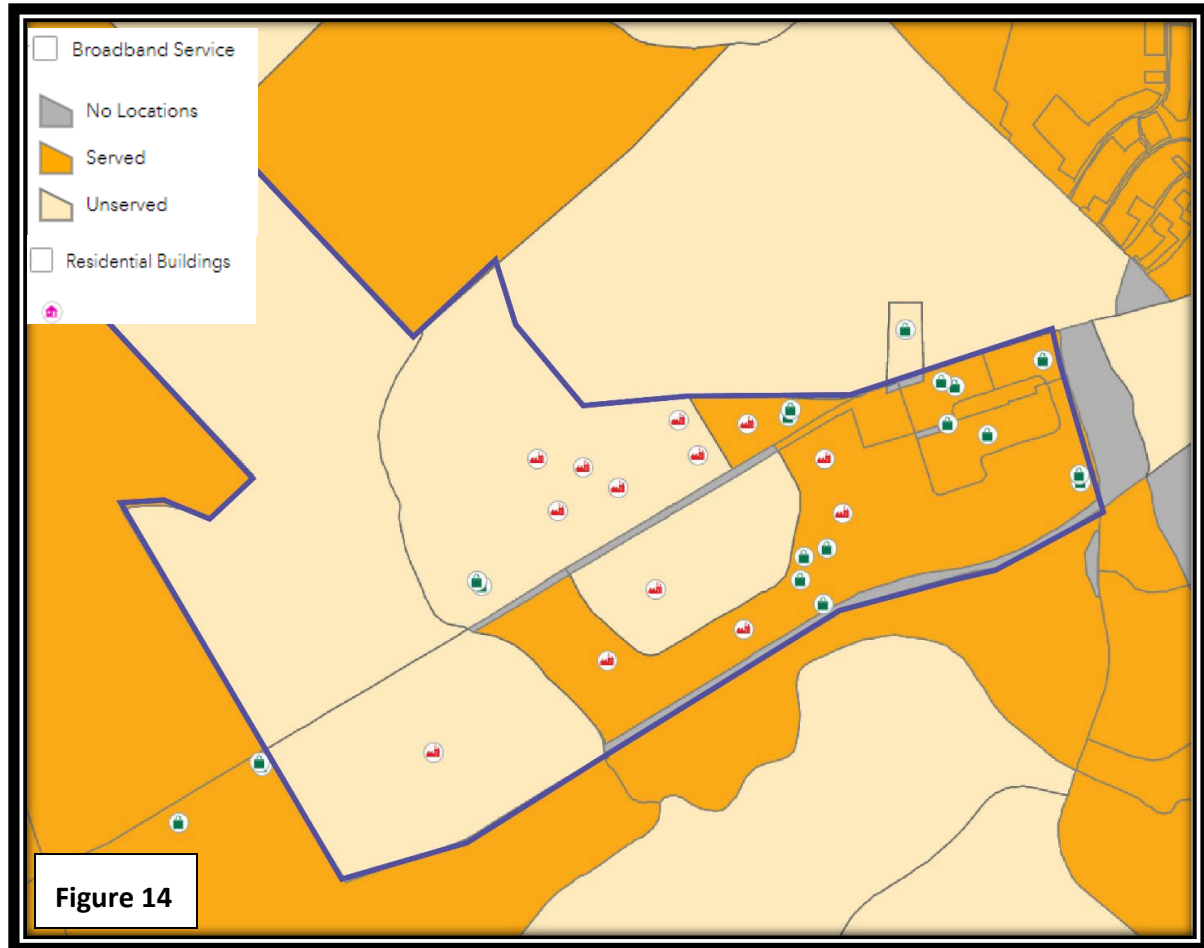 Broadband Service
No Locations
Served
Unserved
Residential Buildings
Figure 14